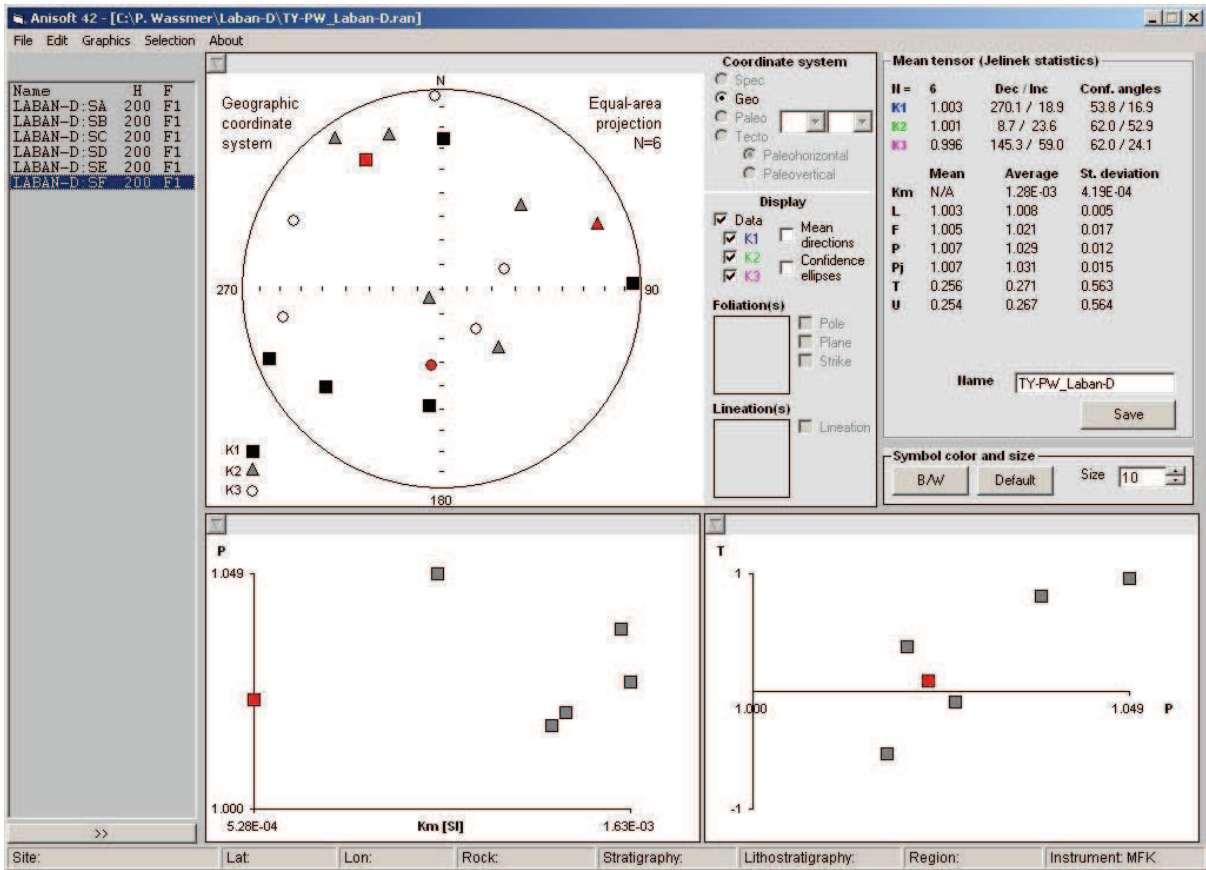 Anisoft 42 - [C:\P. Wassmer\Laban-D\TY-PW_Laban-D.ran]
File Edit Graphics Selection About
Name H F
LABAN-D:SA 200 F1
LABAN-D:SB 200 F1
LABAN-D:SC 200 F1
LABAN-D:SD 200 F1
LABAN-D:SE 200 F1
LABAN-D:SF 200 F1
>>
Geographic
coordinate
system
N
Equal-area
projection
N=6
270
90
180
K1
K2
K3
Coordinate system
Spec
Geo
Paleo
Tecto
Paleohorizontal
Paleovertical
Display
Data
K1
K2
K3
Mean
directions
Confidence
ellipses
Foliation(s)
Pole
Plane
Strike
Lineation(s)
Lineation
Mean tensor (Jelinek statistics)
N = 6 Dec / Inc Conf. angles
K1 1.003 270.1 / 18.9 53.8 / 16.9
K2 1.001 8.7 / 23.6 62.0 / 52.9
K3 0.996 145.3 / 59.0 62.0 / 24.1
Mean Average St. deviation
Km N/A 1.28E-03 4.19E-04
L 1.003 1.008 0.005
F 1.005 1.021 0.017
P 1.007 1.029 0.012
Pj 1.007 1.031 0.015
T 0.256 0.271 0.563
U 0.254 0.267 0.564
Name TY-PW_Laban-D
Save
Symbol color and size
B/W Default Size 10
P
1.049
1.000
5.28E-04 Km [SI] 1.63E-03
T
1
1.000 1.049 P
-1
Site: Lat: Lon: Rock: Stratigraphy: Lithostratigraphy: Region: Instrument: MFK